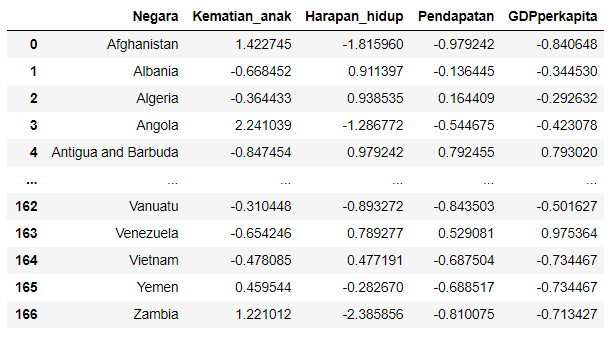 Negara Kematian_anak Harapan_hidup Pendapatan GDPperkapita
0 Afghanistan 1.422745 -1.815960 -0.979242 -0.840648
1 Albania -0.668452 0.911397 -0.136445 -0.344530
2 Algeria -0.364433 0.938535 0.164409 -0.292632
3 Angola 2.241039 -1.286772 -0.544675 -0.423078
4 Antigua and Barbuda -0.847454 0.979242 0.792455 0.793020
... ... ... ... ... ...
162 Vanuatu -0.310448 -0.893272 -0.843503 -0.501627
163 Venezuela -0.654246 0.789277 0.529081 0.975364
164 Vietnam -0.478085 0.477191 -0.687504 -0.734467
165 Yemen 0.459544 -0.282670 -0.688517 -0.734467
166 Zambia 1.221012 -2.385856 -0.810075 -0.713427